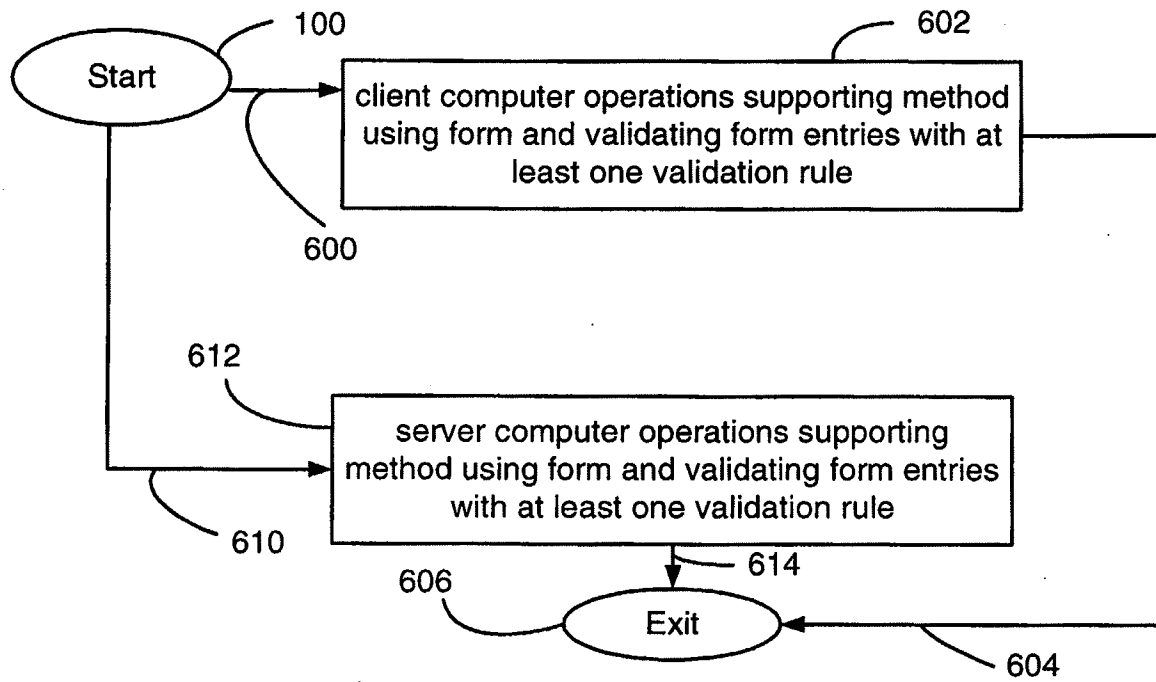 100
602
Start
client computer operations supporting method
using form and validating form entries with at
least one validation rule
600
612
server computer operations supporting
method using form and validating form entries
with at least one validation rule
610
614
606
Exit
604